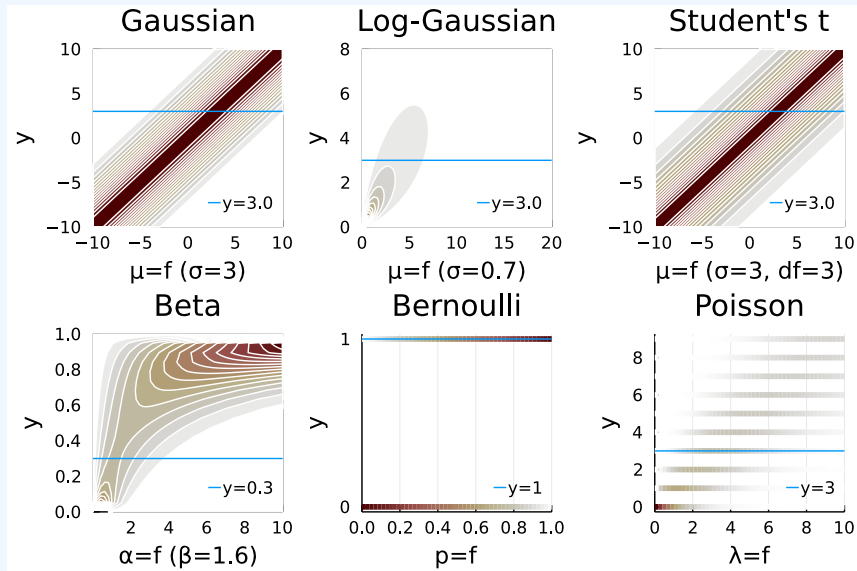 Gaussian
Log-Gaussian
Student's t
10
5
0
−5
−10
y
y=3.0
−10 −5 0 5 10
μ=f (σ=3)
8
6
4
2
0
y
y=3.0
0 5 10 15 20
μ=f (σ=0.7)
10
5
0
−5
−10
y
y=3.0
−10 −5 0 5 10
μ=f (σ=3, df=3)
Beta
Bernoulli
Poisson
1.0
0.8
0.6
0.4
0.2
0.0
y
y=0.3
2 4 6 8 10
α=f (β=1.6)
1
0
y
y=1
0.0 0.2 0.4 0.6 0.8 1.0
p=f
8
6
4
2
0
y
y=3
0 2 4 6 8 10
λ=f